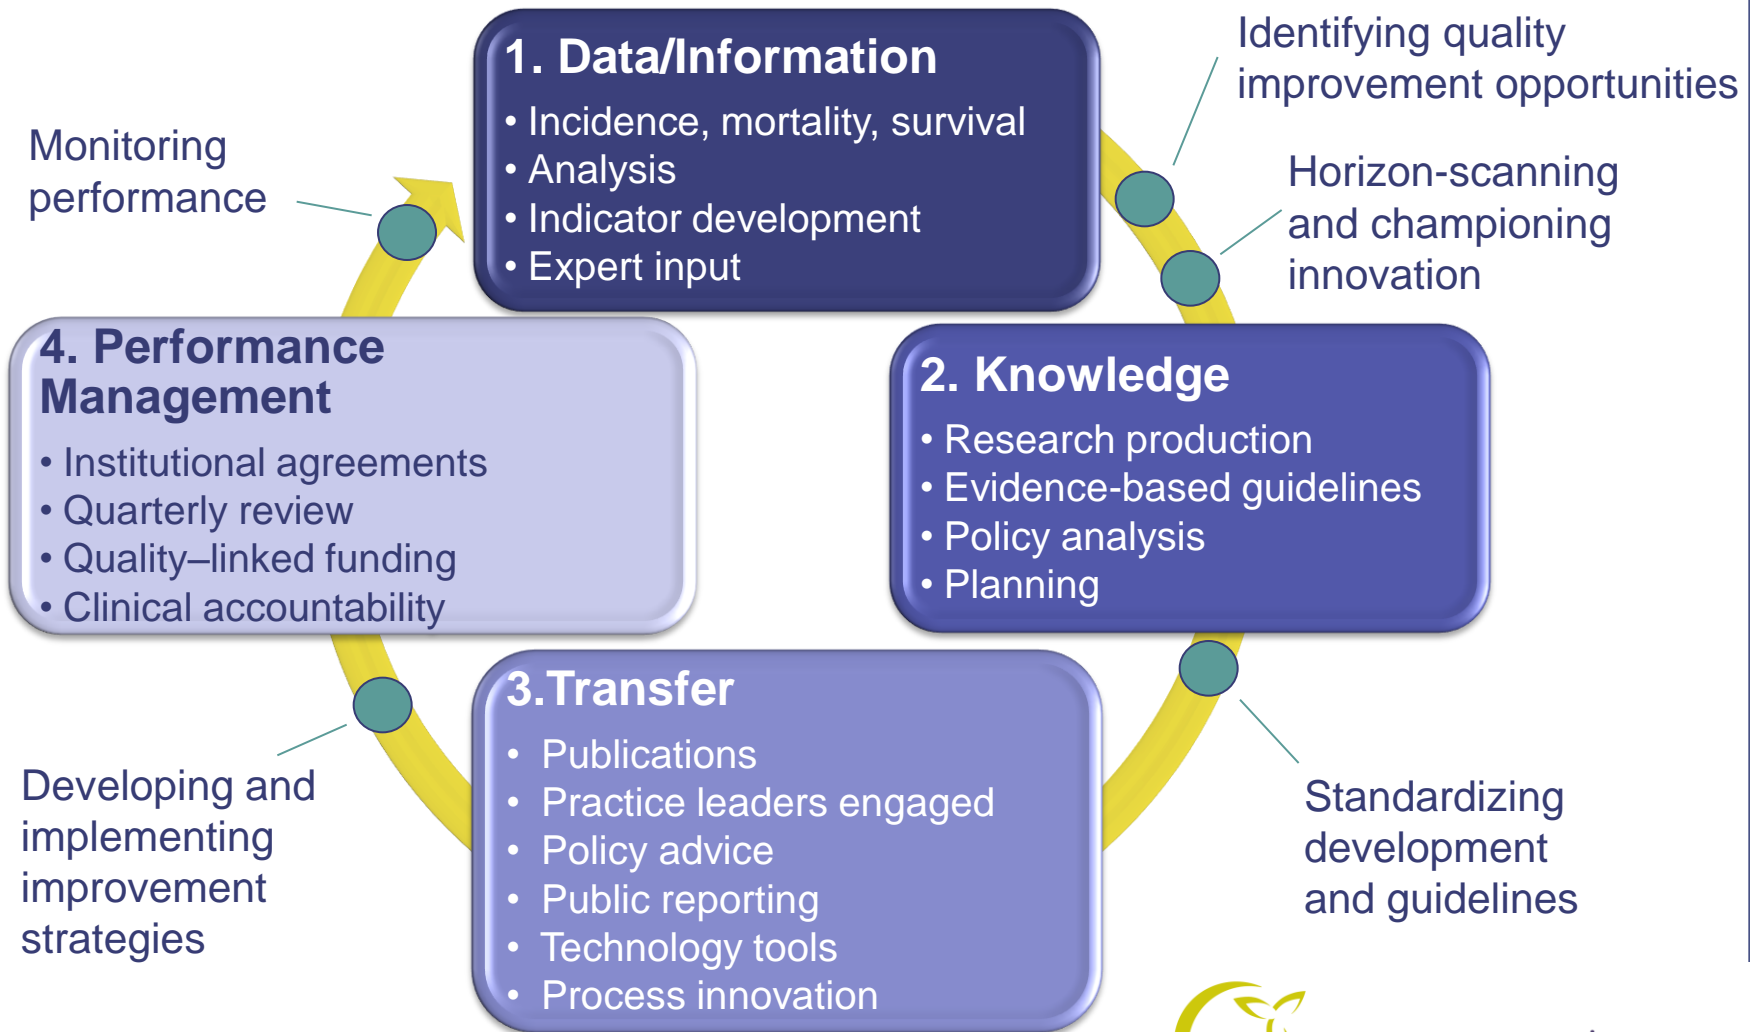 1. Data/Information
• Incidence, mortality, survival
• Analysis
• Indicator development
• Expert input
Identifying quality
improvement opportunities
Horizon-scanning
and championing
innovation
2. Knowledge
• Research production
• Evidence-based guidelines
• Policy analysis
• Planning
Standardizing
development
and guidelines
3.Transfer
• Publications
• Practice leaders engaged
• Policy advice
• Public reporting
• Technology tools
• Process innovation
Developing and
implementing
improvement
strategies
4. Performance
Management
• Institutional agreements
• Quarterly review
• Quality–linked funding
• Clinical accountability
Monitoring
performance